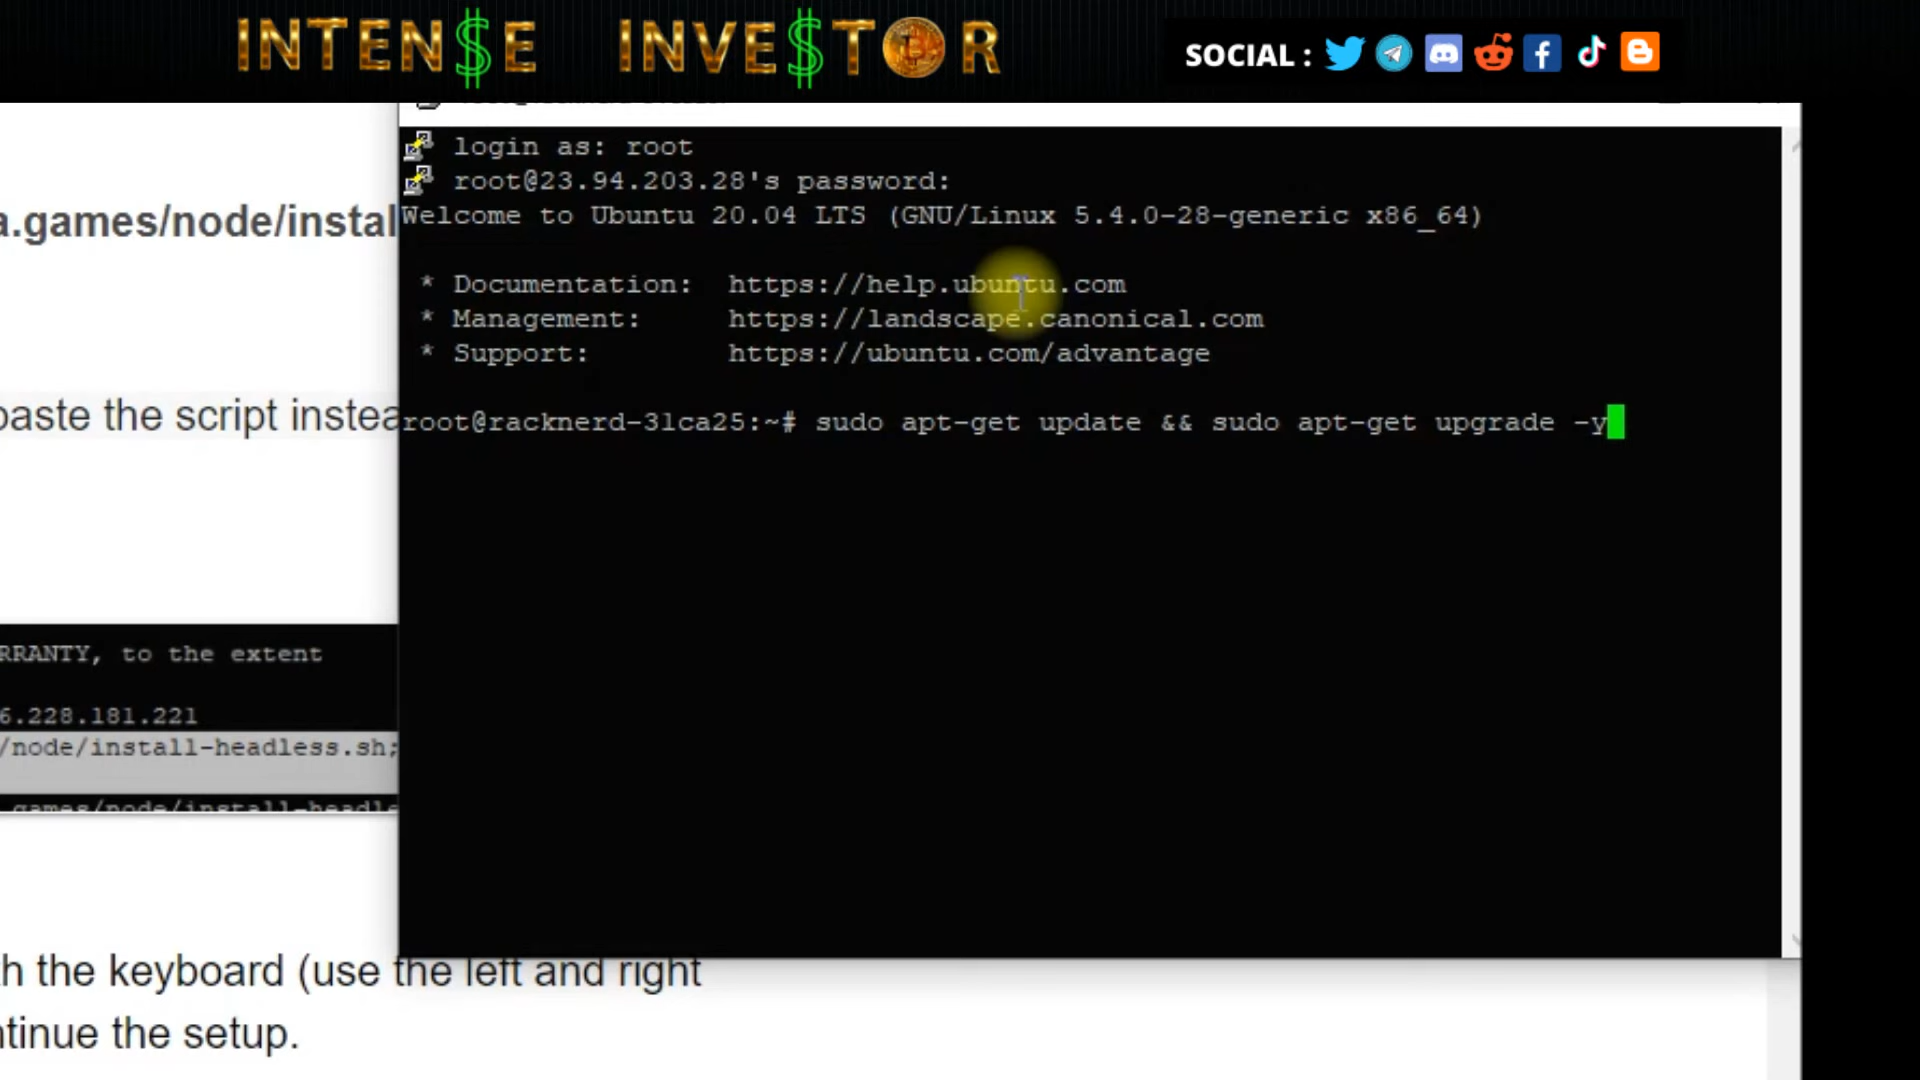 INTEN$E INVE$TOR
SOCIAL :
login as: root
root@23.94.203.28's password:
Welcome to Ubuntu 20.04 LTS (GNU/Linux 5.4.0-28-generic x86_64)
* Documentation: https://help.ubuntu.com
* Management: https://landscape.canonical.com
* Support: https://ubuntu.com/advantage
root@racknerd-31ca25:~# sudo apt-get update && sudo apt-get upgrade -y
a.games/node/instal
paste the script instea
RRANTY, to the extent
6.228.181.221
/node/install-headless.sh;
games/node/install-headle
h the keyboard (use the left and right
ntinue the setup.